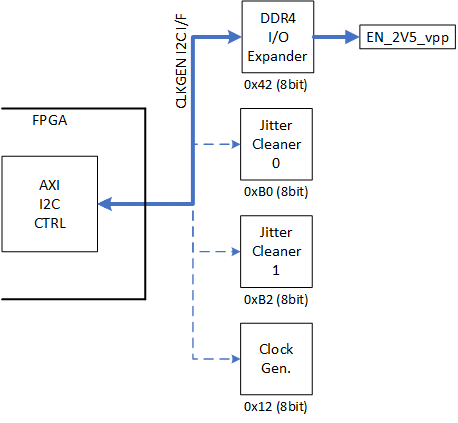 DDR4
I/O
Expander
EN_2V5_vpp
0x42 (8bit)
CLKGEN I2C I/F
FPGA
AXI
I2C
CTRL
Jitter
Cleaner
0
0xB0 (8bit)
Jitter
Cleaner
1
0xB2 (8bit)
Clock
Gen.
0x12 (8bit)